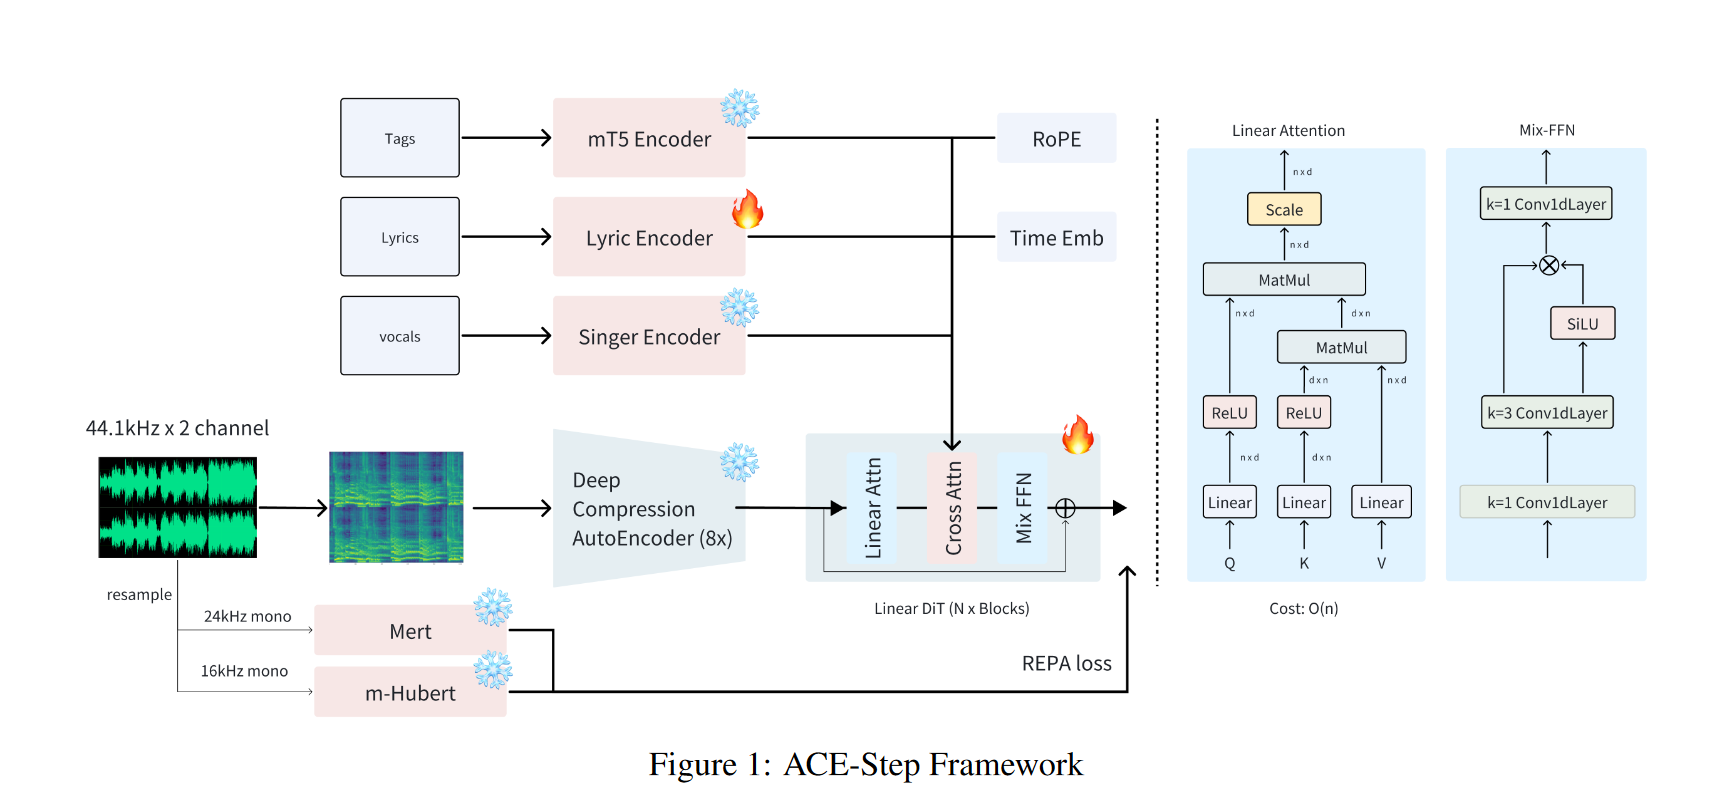 Tags
mT5 Encoder
RoPE
Lyrics
Lyric Encoder
Time Emb
vocals
Singer Encoder
44.1kHz x 2 channel
Deep
Compression
AutoEncoder (8x)
Linear Attn
Cross Attn
Mix FFN
Linear DiT (N x Blocks)
resample
24kHz mono
Mert
16kHz mono
m-Hubert
REPA loss
Linear Attention
n x d
Scale
n x d
MatMul
n x d
d x n
MatMul
d x n
n x d
ReLU
ReLU
n x d
d x n
Linear
Linear
Linear
Q
K
V
Cost: O(n)
Mix-FFN
k=1 Conv1dLayer
SiLU
k=3 Conv1dLayer
k=1 Conv1dLayer
Figure 1: ACE-Step Framework